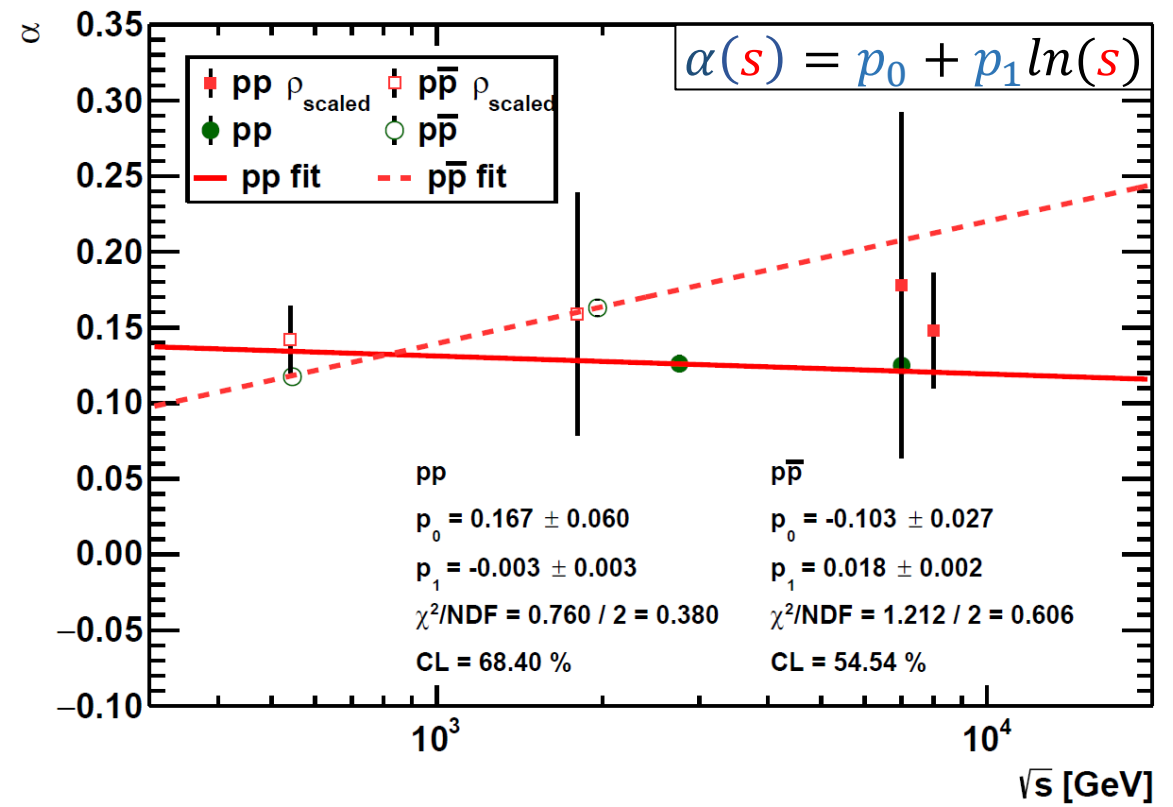 α
α(s) = p₀ + p₁ln(s)
pp ρscaled
pp̅ ρscaled
pp
pp̅
pp fit
pp̅ fit
0.35
0.30
0.25
0.20
0.15
0.10
0.05
0.00
−0.05
−0.10
pp
p₀ = 0.167 ± 0.060
p₁ = -0.003 ± 0.003
χ²/NDF = 0.760 / 2 = 0.380
CL = 68.40 %
pp̅
p₀ = -0.103 ± 0.027
p₁ = 0.018 ± 0.002
χ²/NDF = 1.212 / 2 = 0.606
CL = 54.54 %
10³
10⁴
√s [GeV]